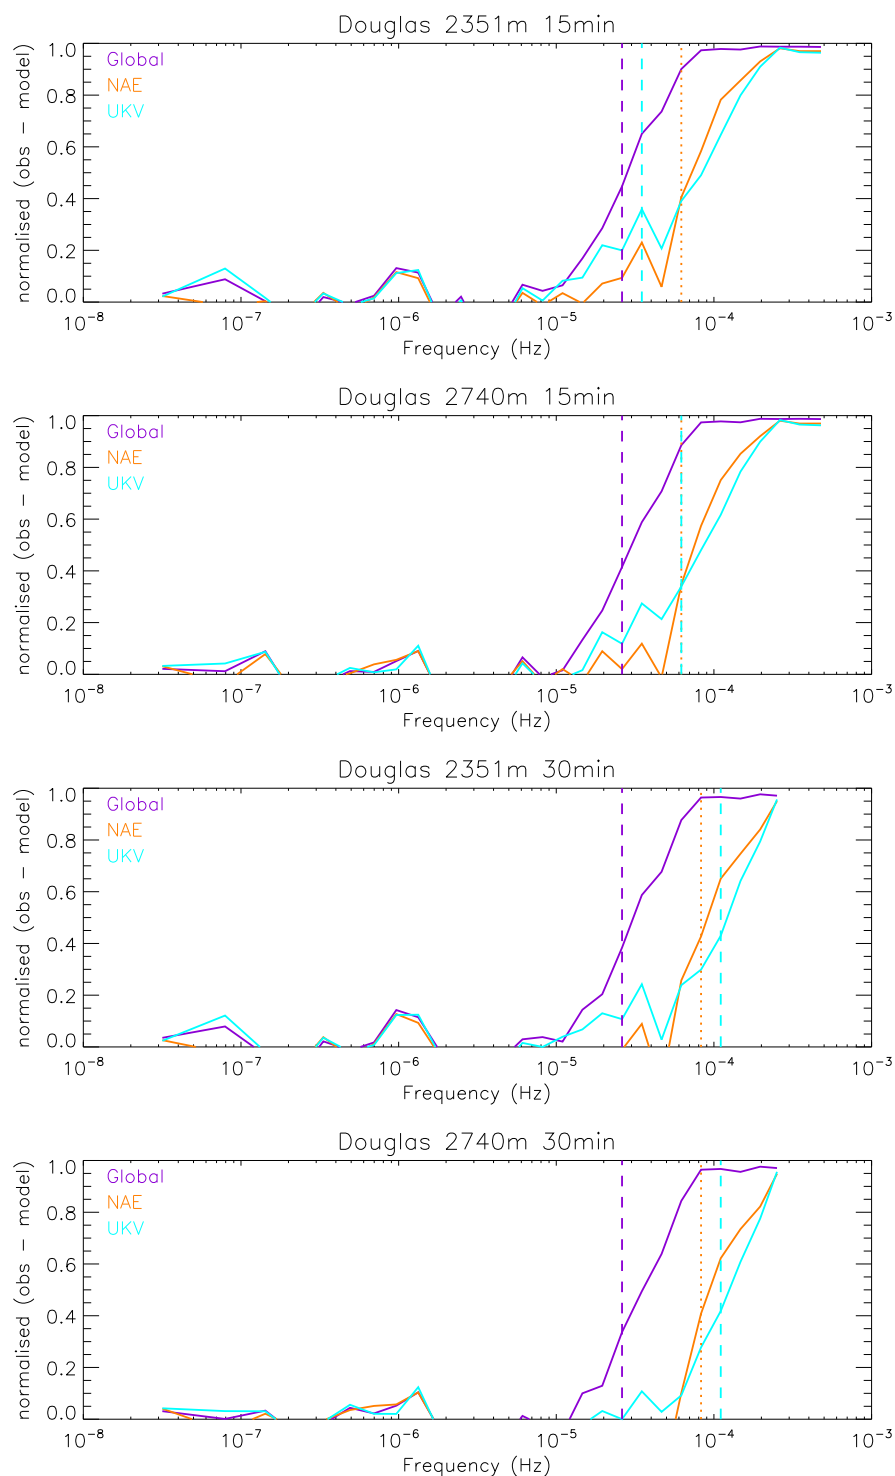 Douglas 2351m 15min
normalised (obs − model)
1.0
0.8
0.6
0.4
0.2
0.0
Global
NAE
UKV
10⁻⁸ 10⁻⁷ 10⁻⁶ 10⁻⁵ 10⁻⁴ 10⁻³
Frequency (Hz)
Douglas 2740m 15min
normalised (obs − model)
1.0
0.8
0.6
0.4
0.2
0.0
Global
NAE
UKV
10⁻⁸ 10⁻⁷ 10⁻⁶ 10⁻⁵ 10⁻⁴ 10⁻³
Frequency (Hz)
Douglas 2351m 30min
normalised (obs − model)
1.0
0.8
0.6
0.4
0.2
0.0
Global
NAE
UKV
10⁻⁸ 10⁻⁷ 10⁻⁶ 10⁻⁵ 10⁻⁴ 10⁻³
Frequency (Hz)
Douglas 2740m 30min
normalised (obs − model)
1.0
0.8
0.6
0.4
0.2
0.0
Global
NAE
UKV
10⁻⁸ 10⁻⁷ 10⁻⁶ 10⁻⁵ 10⁻⁴ 10⁻³
Frequency (Hz)